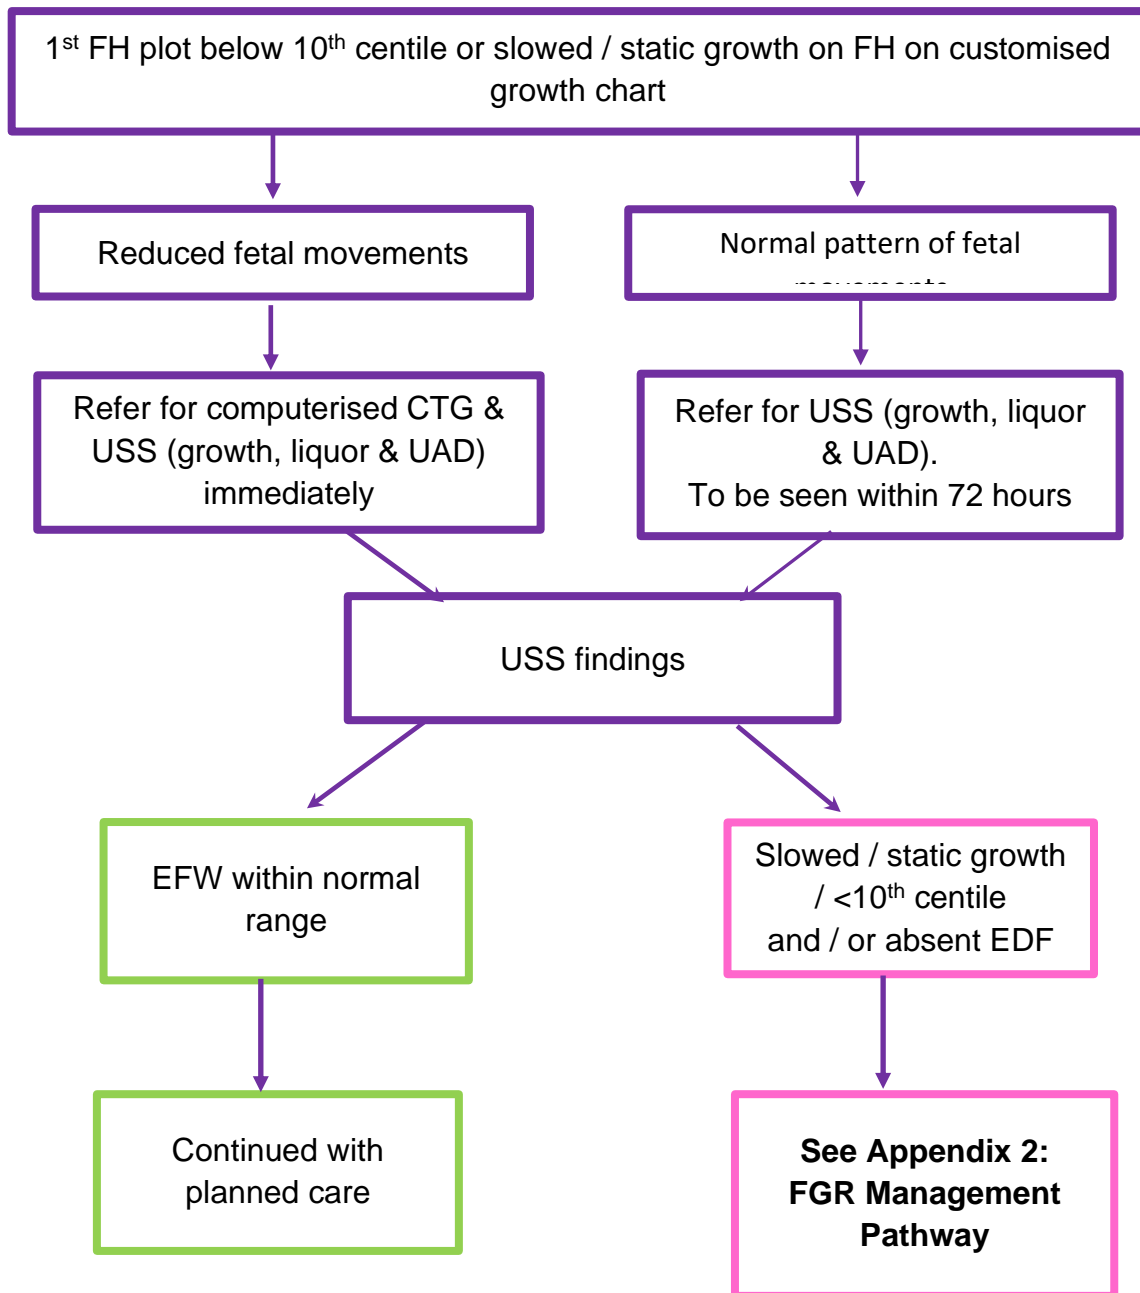 1st FH plot below 10th centile or slowed / static growth on FH on customised
growth chart
Reduced fetal movements
Normal pattern of fetal
Refer for computerised CTG &
USS (growth, liquor & UAD)
immediately
Refer for USS (growth, liquor
& UAD).
To be seen within 72 hours
USS findings
EFW within normal
range
Slowed / static growth
/ <10th centile
and / or absent EDF
Continued with
planned care
See Appendix 2:
FGR Management
Pathway